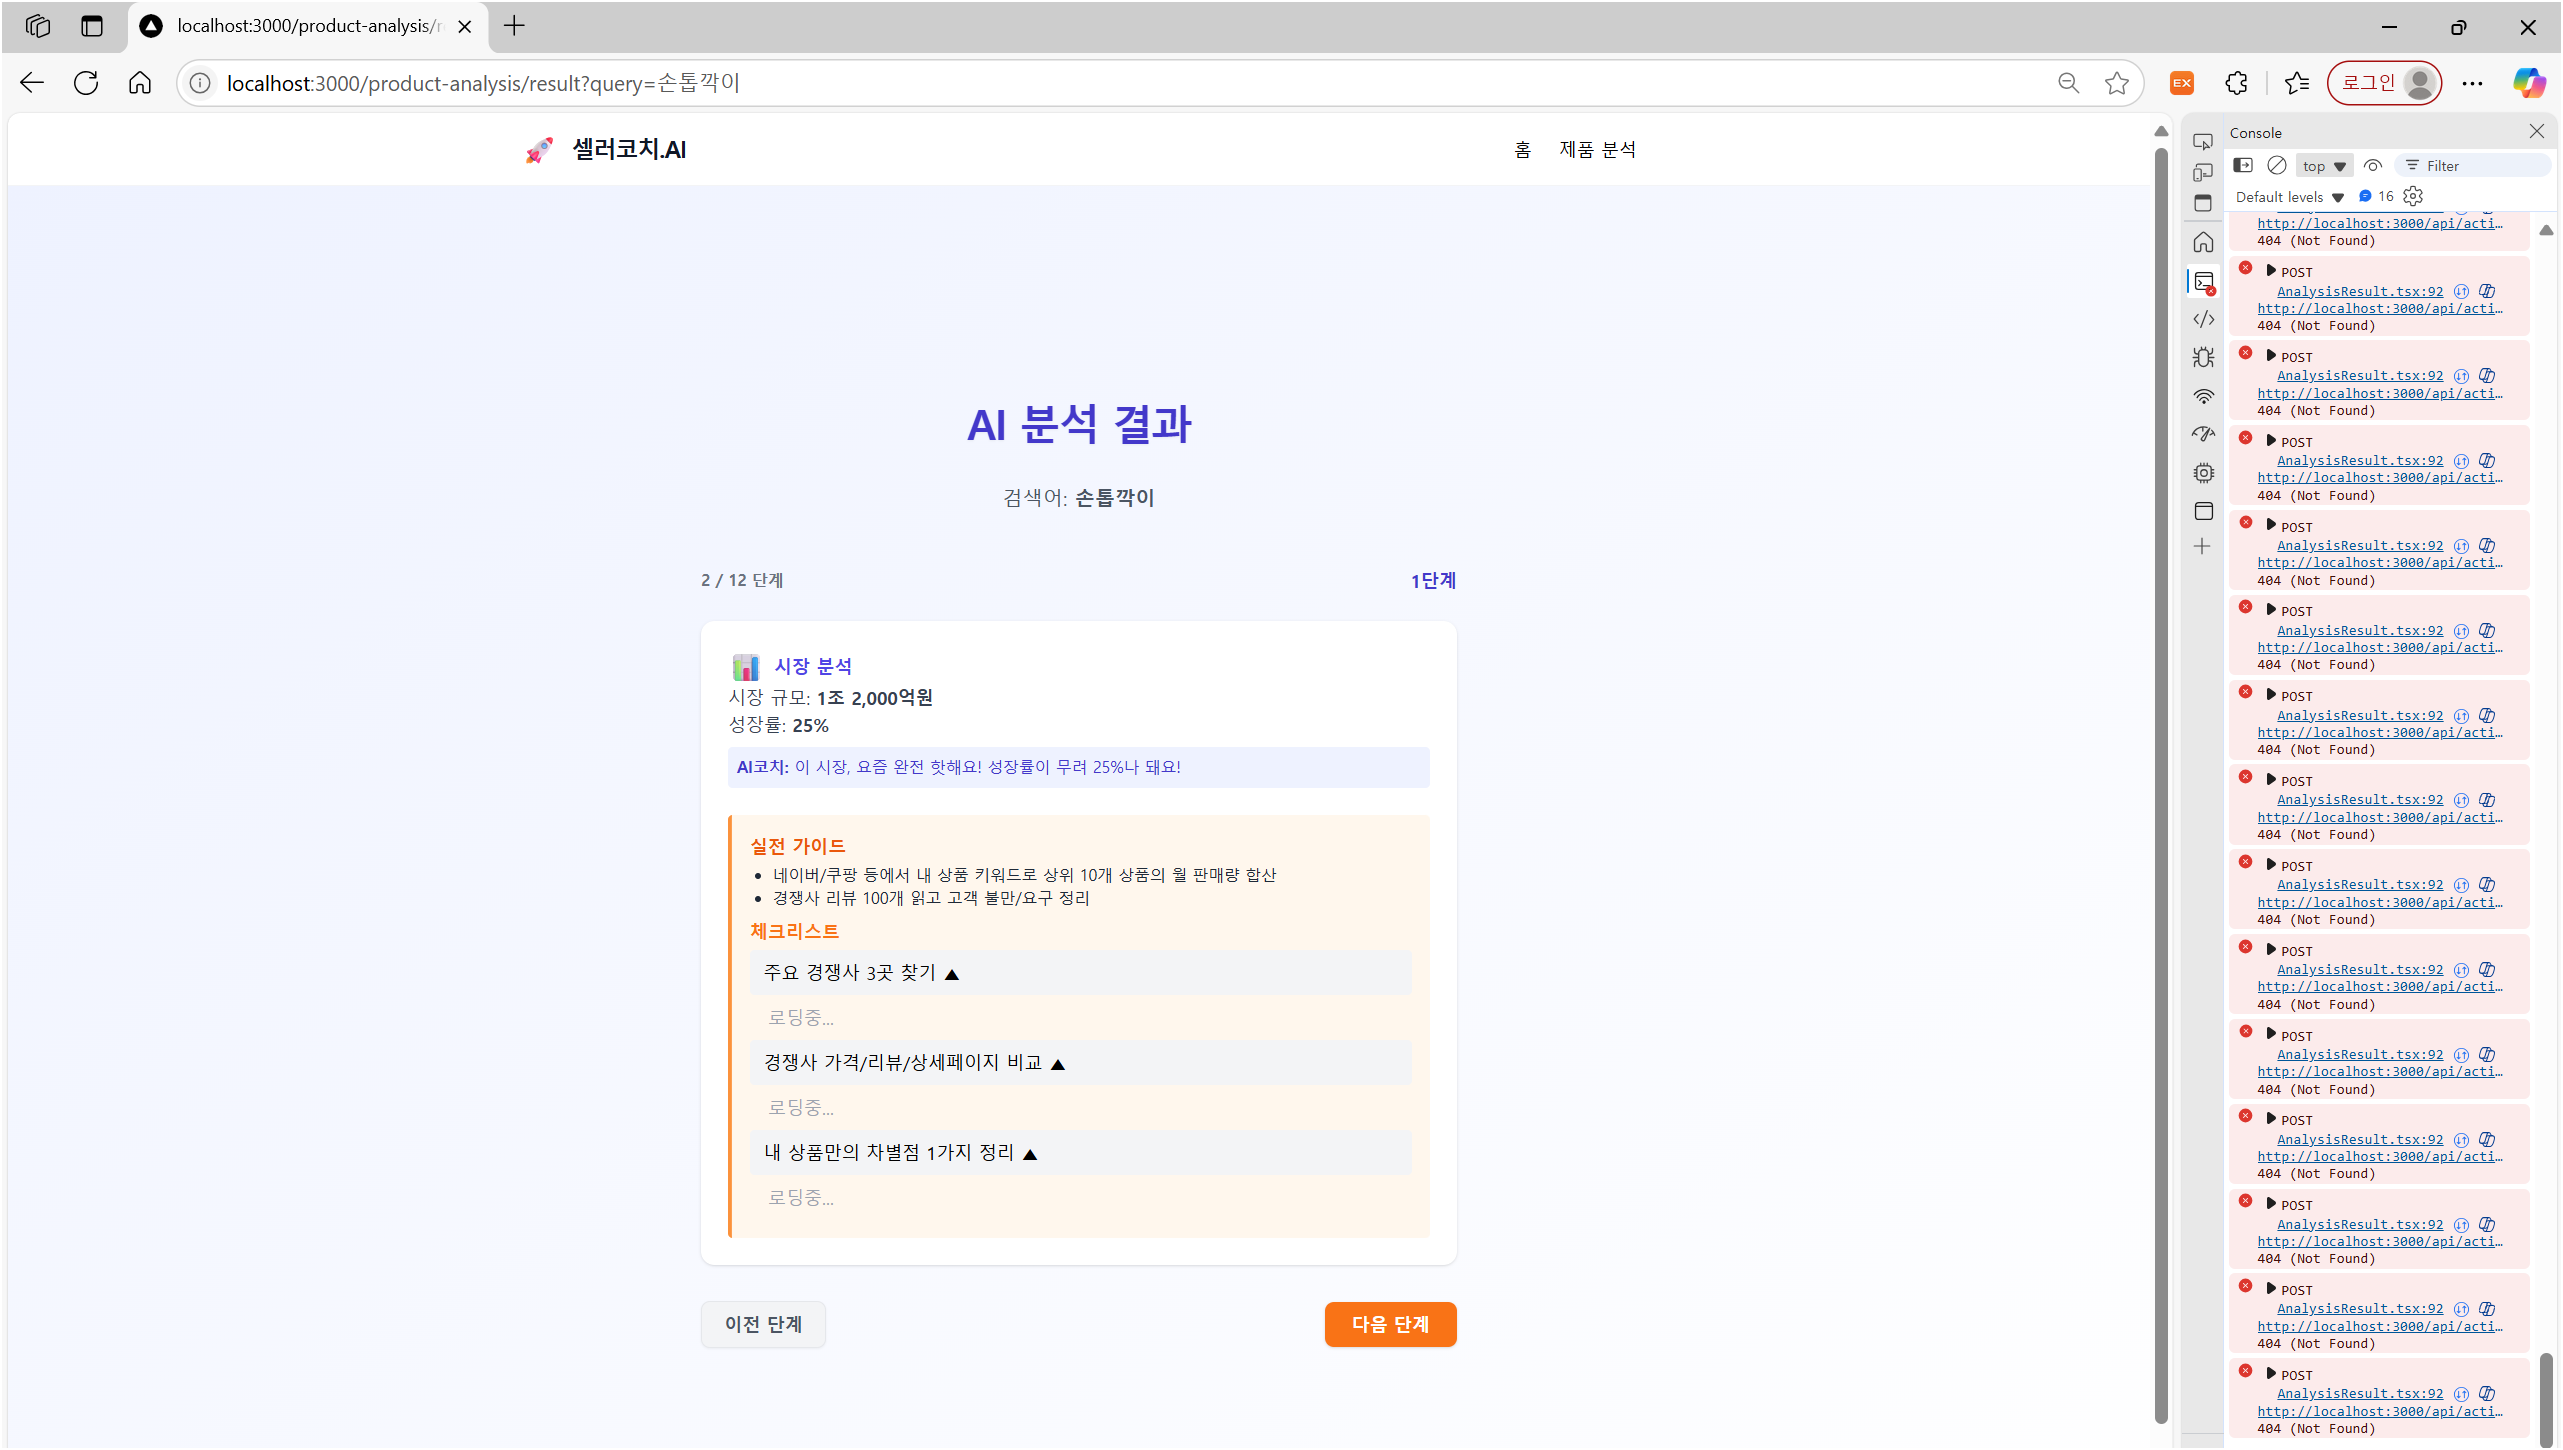 localhost:3000/product-analysis/r
localhost:3000/product-analysis/result?query=손톱깍이
EX
로그인
셀러코치.AI
홈
제품 분석
AI 분석 결과
검색어: 손톱깍이
2 / 12 단계
1단계
시장 분석
시장 규모: 1조 2,000억원
성장률: 25%
AI코치: 이 시장, 요즘 완전 핫해요! 성장률이 무려 25%나 돼요!
실전 가이드
네이버/쿠팡 등에서 내 상품 키워드로 상위 10개 상품의 월 판매량 합산
경쟁사 리뷰 100개 읽고 고객 불만/요구 정리
체크리스트
주요 경쟁사 3곳 찾기 ▲
로딩중...
경쟁사 가격/리뷰/상세페이지 비교 ▲
로딩중...
내 상품만의 차별점 1가지 정리 ▲
로딩중...
이전 단계
다음 단계
Console
top
Filter
Default levels
16
http://localhost:3000/api/acti…
404 (Not Found)
POST
AnalysisResult.tsx:92
http://localhost:3000/api/acti…
404 (Not Found)
POST
AnalysisResult.tsx:92
http://localhost:3000/api/acti…
404 (Not Found)
POST
AnalysisResult.tsx:92
http://localhost:3000/api/acti…
404 (Not Found)
POST
AnalysisResult.tsx:92
http://localhost:3000/api/acti…
404 (Not Found)
POST
AnalysisResult.tsx:92
http://localhost:3000/api/acti…
404 (Not Found)
POST
AnalysisResult.tsx:92
http://localhost:3000/api/acti…
404 (Not Found)
POST
AnalysisResult.tsx:92
http://localhost:3000/api/acti…
404 (Not Found)
POST
AnalysisResult.tsx:92
http://localhost:3000/api/acti…
404 (Not Found)
POST
AnalysisResult.tsx:92
http://localhost:3000/api/acti…
404 (Not Found)
POST
AnalysisResult.tsx:92
http://localhost:3000/api/acti…
404 (Not Found)
POST
AnalysisResult.tsx:92
http://localhost:3000/api/acti…
404 (Not Found)
POST
AnalysisResult.tsx:92
http://localhost:3000/api/acti…
404 (Not Found)
POST
AnalysisResult.tsx:92
http://localhost:3000/api/acti…
404 (Not Found)
POST
AnalysisResult.tsx:92
http://localhost:3000/api/acti…
404 (Not Found)